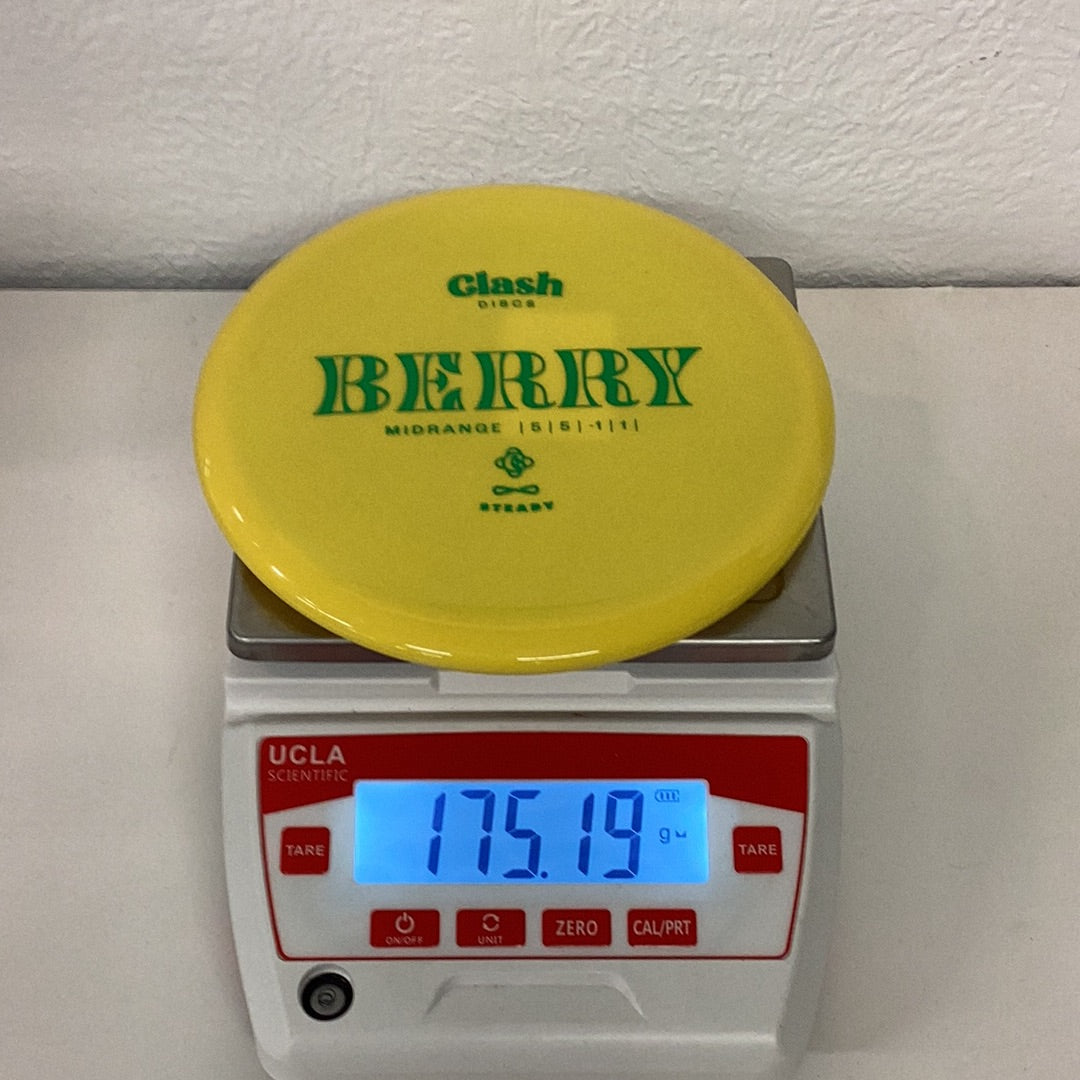 Clash
DISCS
BERRY
MIDRANGE |5|5|-1|1|
STEADY
UCLA
SCIENTIFIC
175.19
g
TARE
TARE
ON/OFF
UNIT
ZERO
CAL/PRT